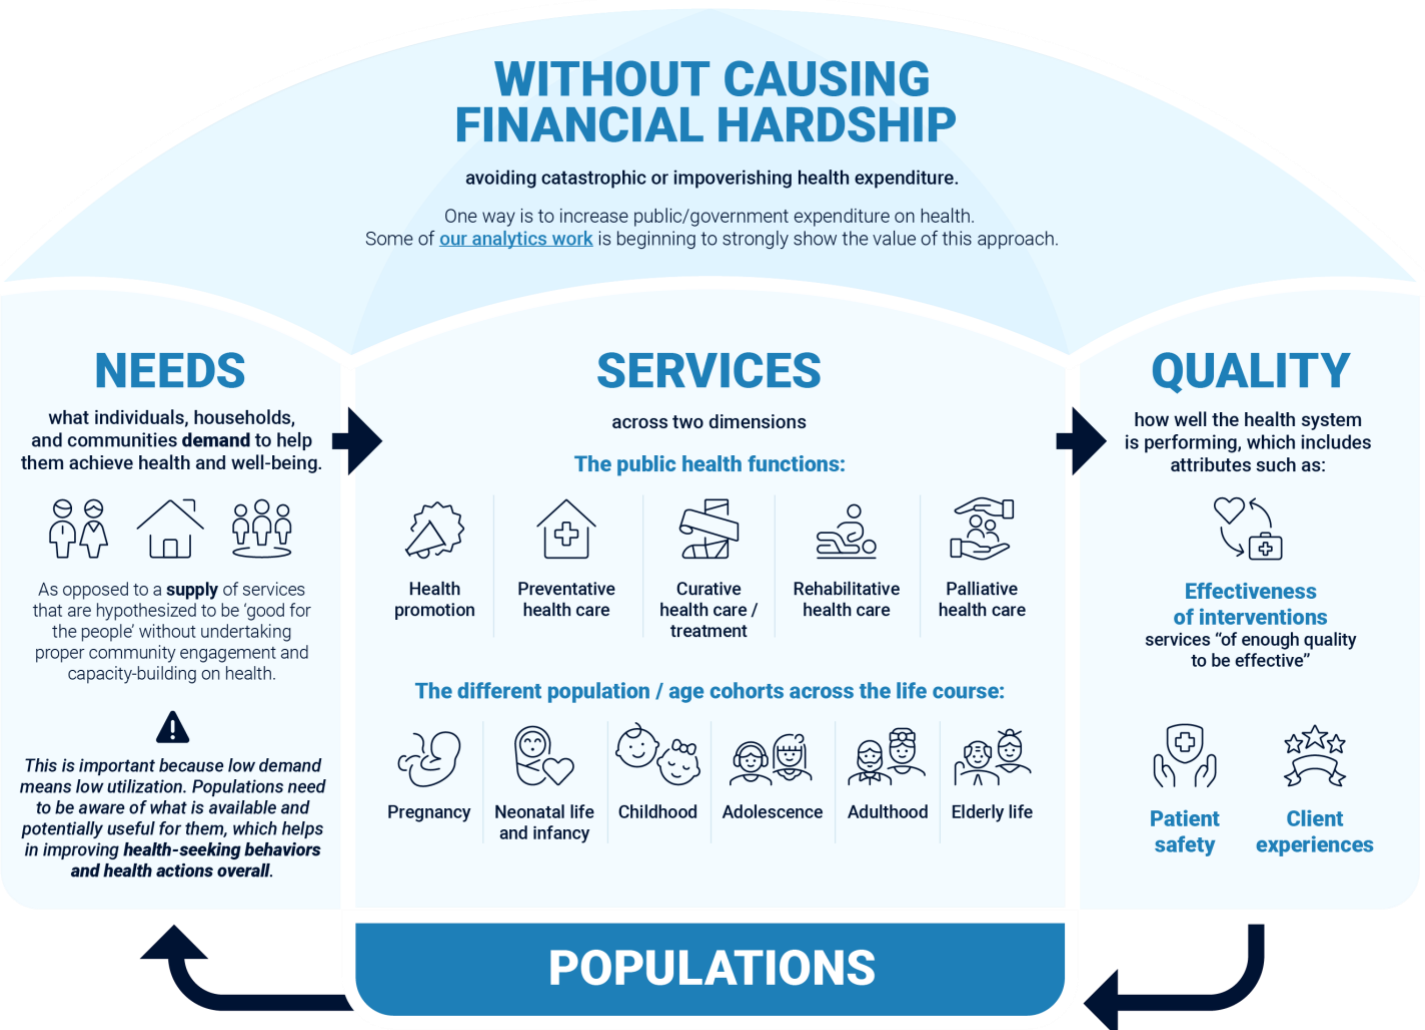 WITHOUT CAUSING
FINANCIAL HARDSHIP
avoiding catastrophic or impoverishing health expenditure.
One way is to increase public/government expenditure on health.
Some of our analytics work is beginning to strongly show the value of this approach.
NEEDS
what individuals, households,
and communities demand to help
them achieve health and well-being.
As opposed to a supply of services
that are hypothesized to be ‘good for
the people’ without undertaking
proper community engagement and
capacity-building on health.
This is important because low demand
means low utilization. Populations need
to be aware of what is available and
potentially useful for them, which helps
in improving health-seeking behaviors
and health actions overall.
SERVICES
across two dimensions
The public health functions:
Health
promotion
Preventative
health care
Curative
health care /
treatment
Rehabilitative
health care
Palliative
health care
The different population / age cohorts across the life course:
Pregnancy
Neonatal life
and infancy
Childhood
Adolescence
Adulthood
Elderly life
QUALITY
how well the health system
is performing, which includes
attributes such as:
Effectiveness
of interventions
services “of enough quality
to be effective”
Patient
safety
Client
experiences
POPULATIONS